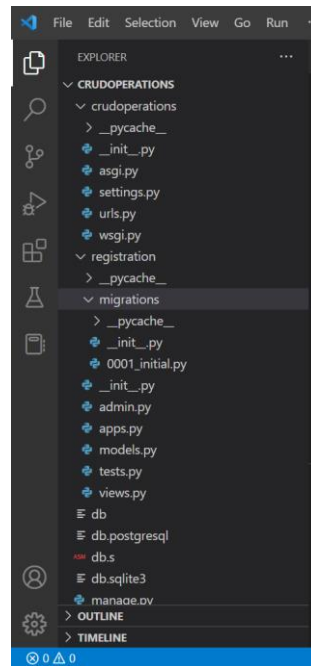 File Edit Selection View Go Run
EXPLORER ...
CRUDOPERATIONS
crudoperations
__pycache__
__init__.py
asgi.py
settings.py
urls.py
wsgi.py
registration
__pycache__
migrations
__pycache__
__init__.py
0001_initial.py
__init__.py
admin.py
apps.py
models.py
tests.py
views.py
db
db.postgresql
ASM db.s
db.sqlite3
manage.py
OUTLINE
TIMELINE
0 0